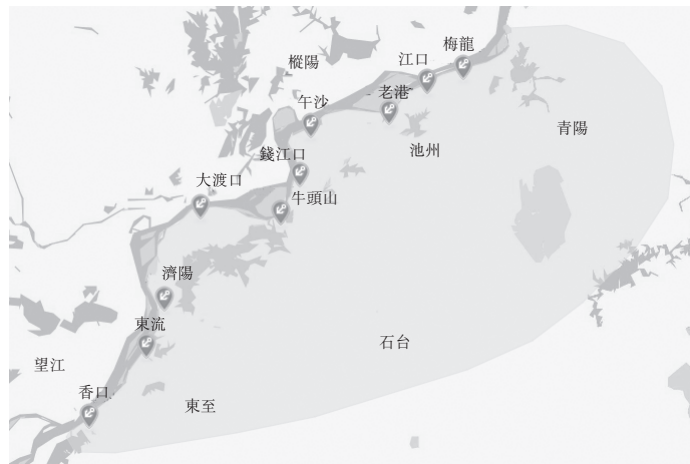 梅龍
江口
樅陽
老港
午沙
青陽
池州
錢江口
大渡口
牛頭山
濟陽
東流
石台
望江
香口
東至